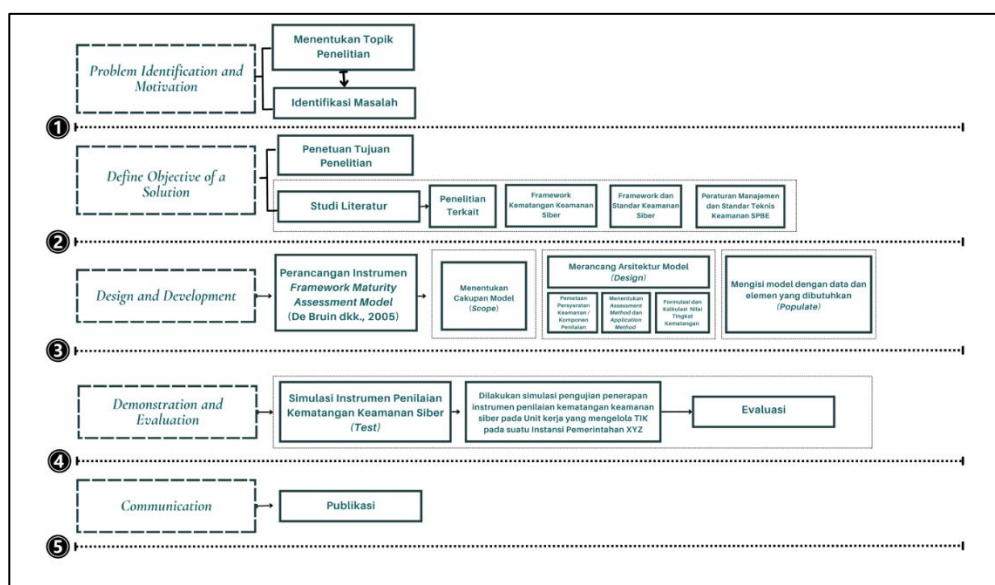 Problem Identification and
Motivation
Menentukan Topik
Penelitian
Identifikasi Masalah
1
Define Objective of a
Solution
Penetuan Tujuan
Penelitian
Studi Literatur
Penelitian
Terkait
Framework
Kematangan Keamanan
Siber
Framework dan
Standar Keamanan
Siber
Peraturan Manajemen
dan Standar Teknis
Keamanan SPBE
2
Design and Development
Perancangan Instrumen
Framework Maturity
Assessment Model
(De Bruin dkk., 2005)
Menentukan
Cakupan Model
(Scope)
Merancang Arsitektur Model
(Design)
Pemetaan
Persyaratan
Keamanan /
Komponen
Penilaian
Menentukan
Assessment
Method dan
Application
Method
Formulasi dan
Kalkulasi Nilai
Tingkat
Kematangan
Mengisi model dengan data dan
elemen yang dibutuhkan
(Populate)
3
Demonstration and
Evaluation
Simulasi Instrumen Penilaian
Kematangan Keamanan Siber
(Test)
Dilakukan simulasi pengujian penerapan
instrumen penilaian kematangan keamanan
siber pada Unit kerja yang mengelola TIK
pada suatu Instansi Pemerintahan XYZ
Evaluasi
4
Communication
Publikasi
5